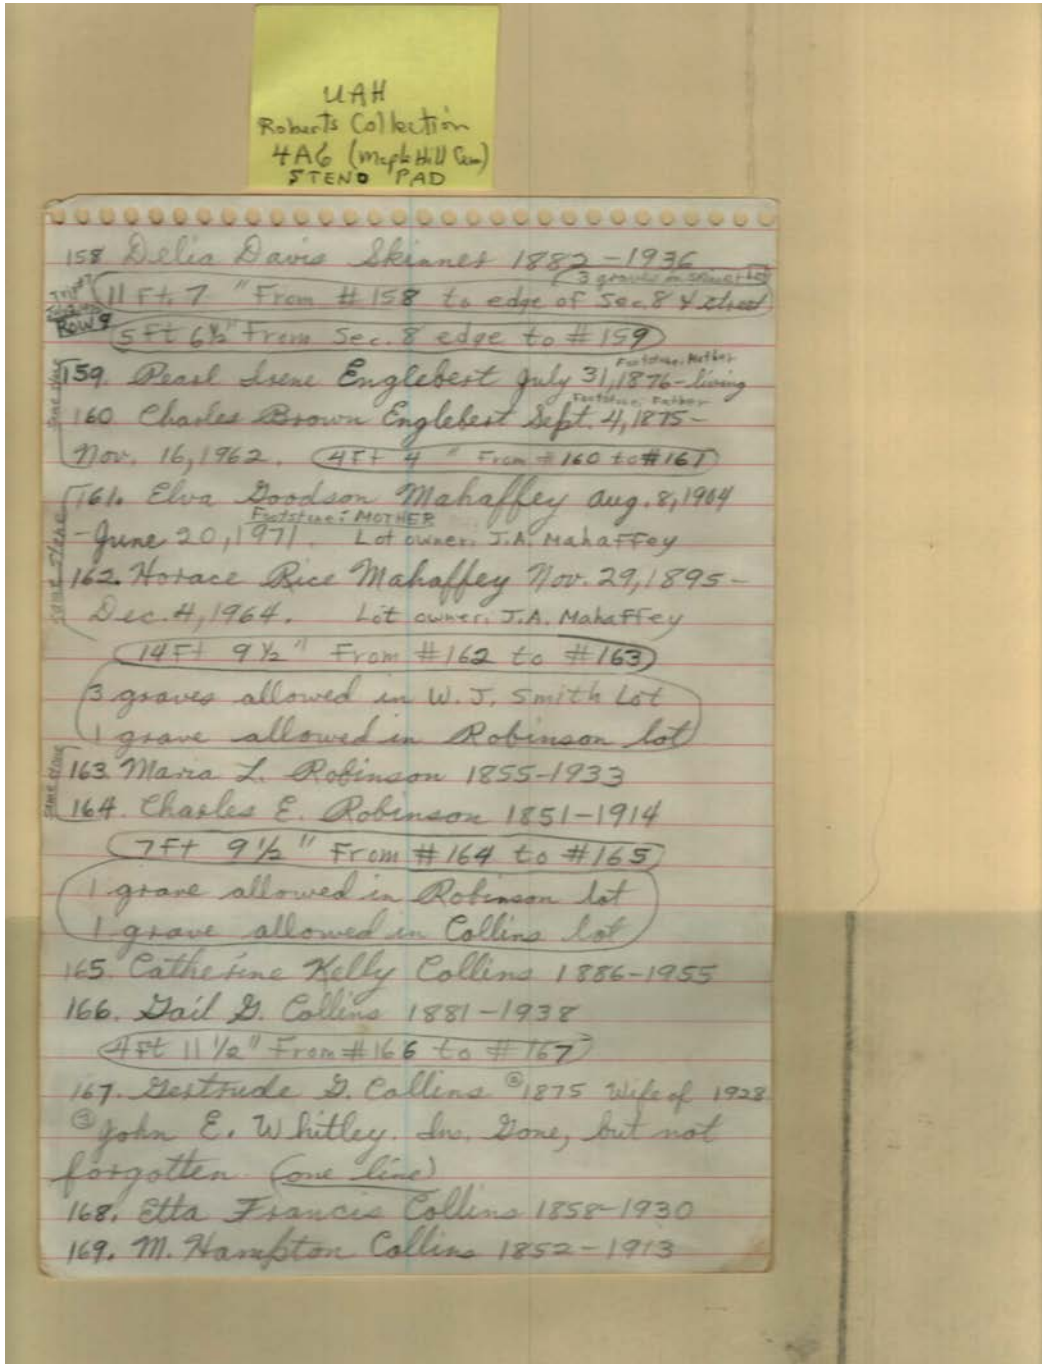 UAH
Roberts Collection
4A6 (Maple Hill Cem)
STENO PAD
158 Delia Davis Skinner 1882-1936
3 graves in Skinner lot
11 Ft. 7 " From #158 to edge of Sec. 8 & street
ROW 9
5 Ft 6½" From Sec. 8 edge to #159
Footstone: Mother
159. Pearl Irene Englebert July 31, 1876-living
Footstone: Father
160 Charles Brown Englebert Sept. 4, 1875-
Nov. 16, 1962. 4 Ft 4 " From #160 to #161
same stone
161. Elva Goodson Mahaffey Aug. 8, 1904
Footstone: MOTHER
-June 20, 1971. Lot owner: J.A. Mahaffey
same stone
162. Horace Rice Mahaffey Nov. 29, 1895-
Dec. 4, 1964. Lot owner: J.A. Mahaffey
14 Ft 9½" From #162 to #163
3 graves allowed in W. J. Smith Lot
1 grave allowed in Robinson lot
same stone
163. Maria L. Robinson 1855-1933
164. Charles E. Robinson 1851-1914
7 Ft 9½" From #164 to #165
1 grave allowed in Robinson lot
1 grave allowed in Collins lot
165. Catherine Kelly Collins 1886-1955
166. Gail G. Collins 1881-1938
4 Ft 11½" From #166 to #167
167. Gertrude G. Collins ② 1875 Wife of 1928
③ John E. Whitley. Ins. Gone, but not
forgotten (one line)
168. Etta Francis Collins 1858-1930
169. M. Hampton Collins 1852-1913